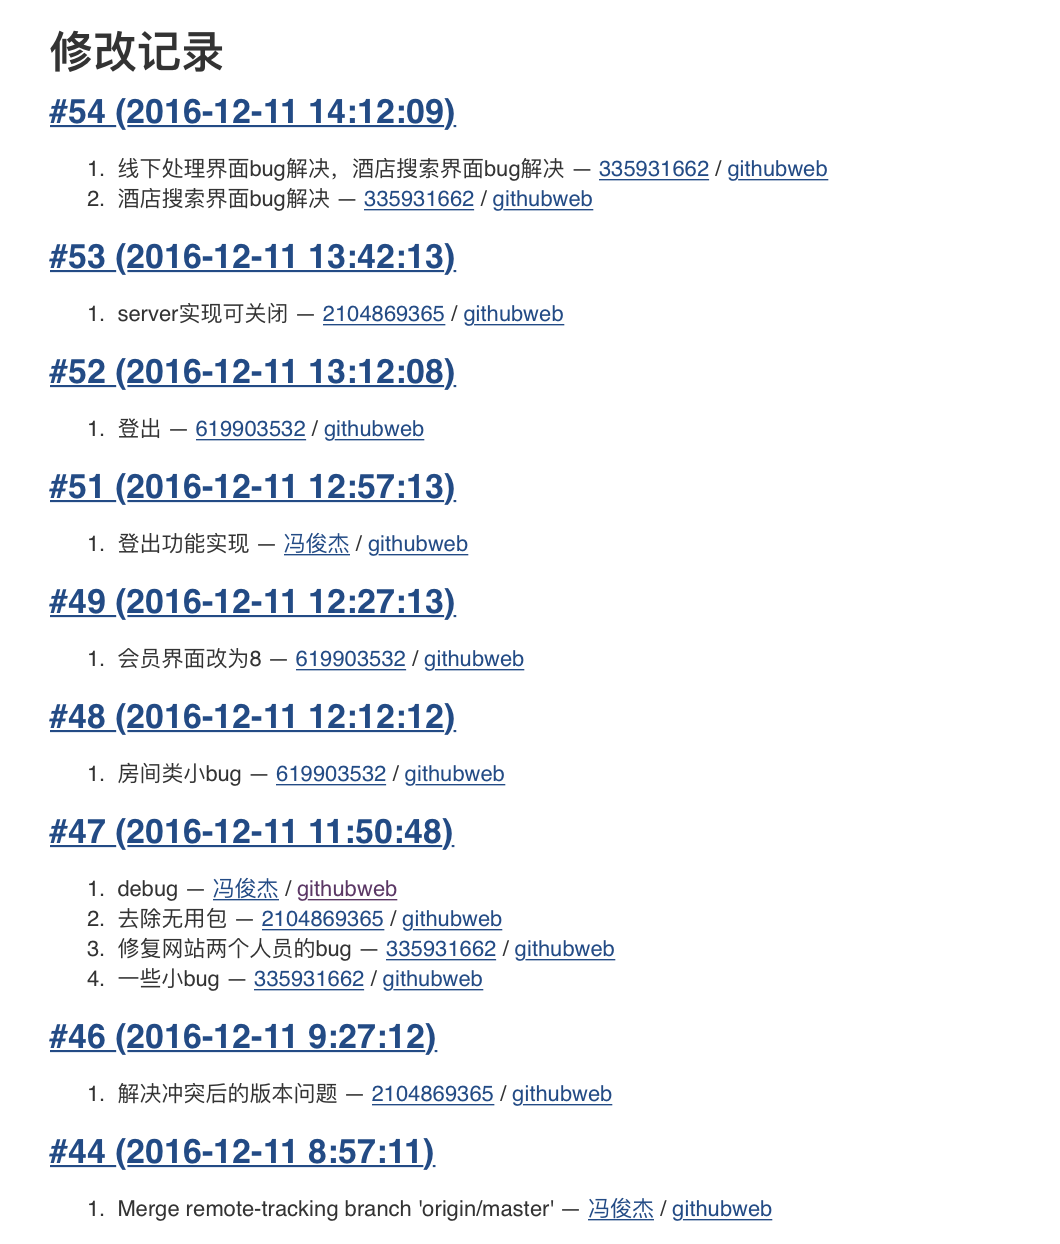 修改记录
#54 (2016-12-11 14:12:09)
1. 线下处理界面bug解决，酒店搜索界面bug解决 — 335931662 / githubweb
2. 酒店搜索界面bug解决 — 335931662 / githubweb
#53 (2016-12-11 13:42:13)
1. server实现可关闭 — 2104869365 / githubweb
#52 (2016-12-11 13:12:08)
1. 登出 — 619903532 / githubweb
#51 (2016-12-11 12:57:13)
1. 登出功能实现 — 冯俊杰 / githubweb
#49 (2016-12-11 12:27:13)
1. 会员界面改为8 — 619903532 / githubweb
#48 (2016-12-11 12:12:12)
1. 房间类小bug — 619903532 / githubweb
#47 (2016-12-11 11:50:48)
1. debug — 冯俊杰 / githubweb
2. 去除无用包 — 2104869365 / githubweb
3. 修复网站两个人员的bug — 335931662 / githubweb
4. 一些小bug — 335931662 / githubweb
#46 (2016-12-11 9:27:12)
1. 解决冲突后的版本问题 — 2104869365 / githubweb
#44 (2016-12-11 8:57:11)
1. Merge remote-tracking branch 'origin/master' — 冯俊杰 / githubweb